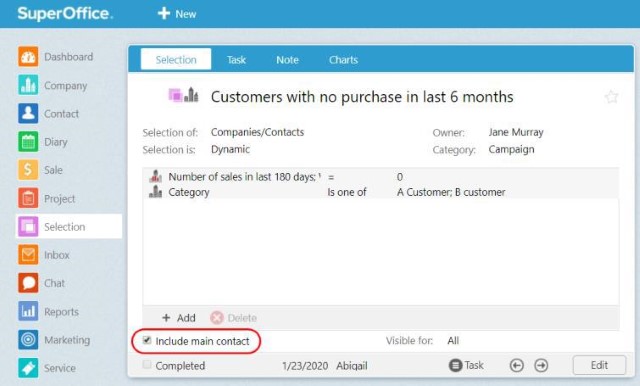 SuperOffice.
+ New
Dashboard
Company
Contact
Diary
Sale
Project
Selection
Inbox
Chat
Reports
Marketing
Service
Selection Task Note Charts
Customers with no purchase in last 6 months
Selection of: Companies/Contacts Owner: Jane Murray
Selection is: Dynamic Category: Campaign
Number of sales in last 180 days; = 0
Category Is one of A Customer; B customer
+ Add Delete
Include main contact Visible for: All
Completed 1/23/2020 Abigail Task Edit